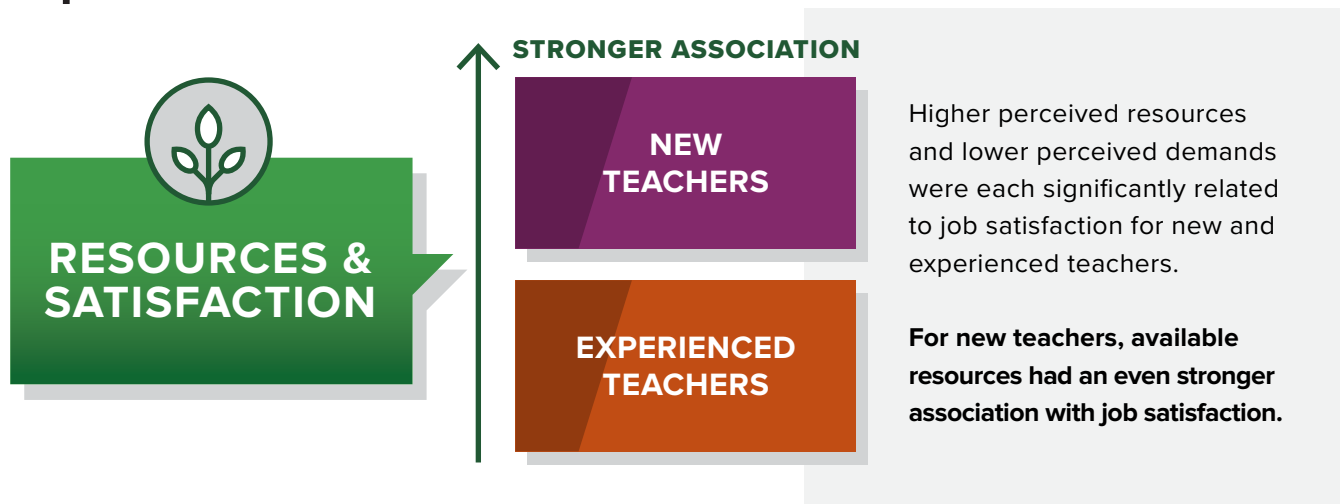 RESOURCES &
SATISFACTION
STRONGER ASSOCIATION
NEW
TEACHERS
EXPERIENCED
TEACHERS
Higher perceived resources
and lower perceived demands
were each significantly related
to job satisfaction for new and
experienced teachers.
For new teachers, available
resources had an even stronger
association with job satisfaction.